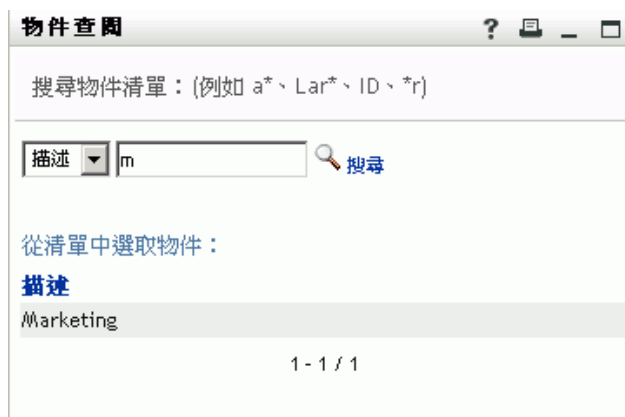 物件查閱
搜尋物件清單：(例如 a*、Lar*、ID、*r)
描述 m 搜尋
從清單中選取物件：
描述
Marketing
1 - 1 / 1